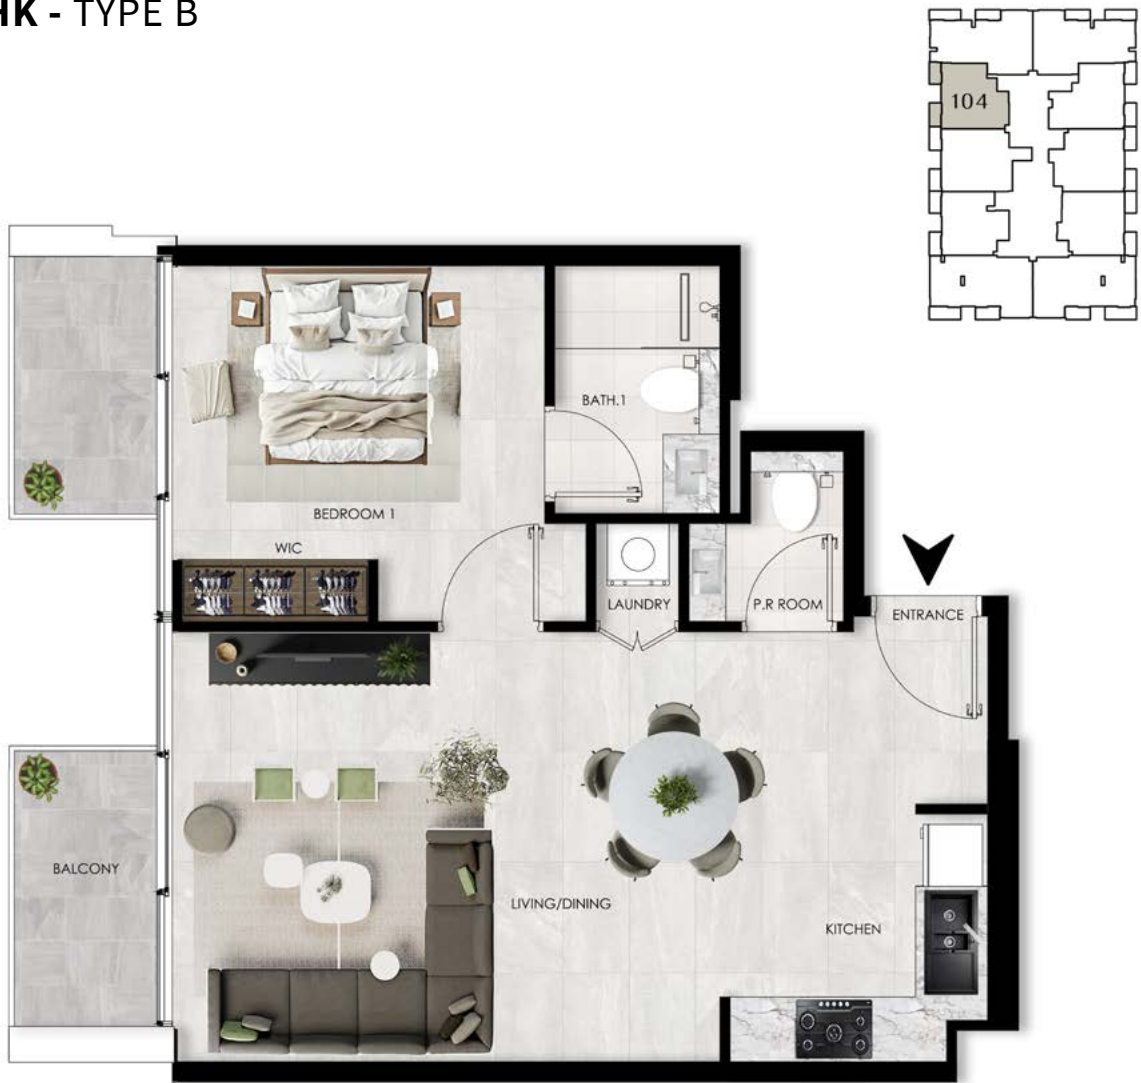 HK - TYPE B
104
BATH.1
BEDROOM 1
WIC
LAUNDRY
P.R ROOM
ENTRANCE
BALCONY
LIVING/DINING
KITCHEN